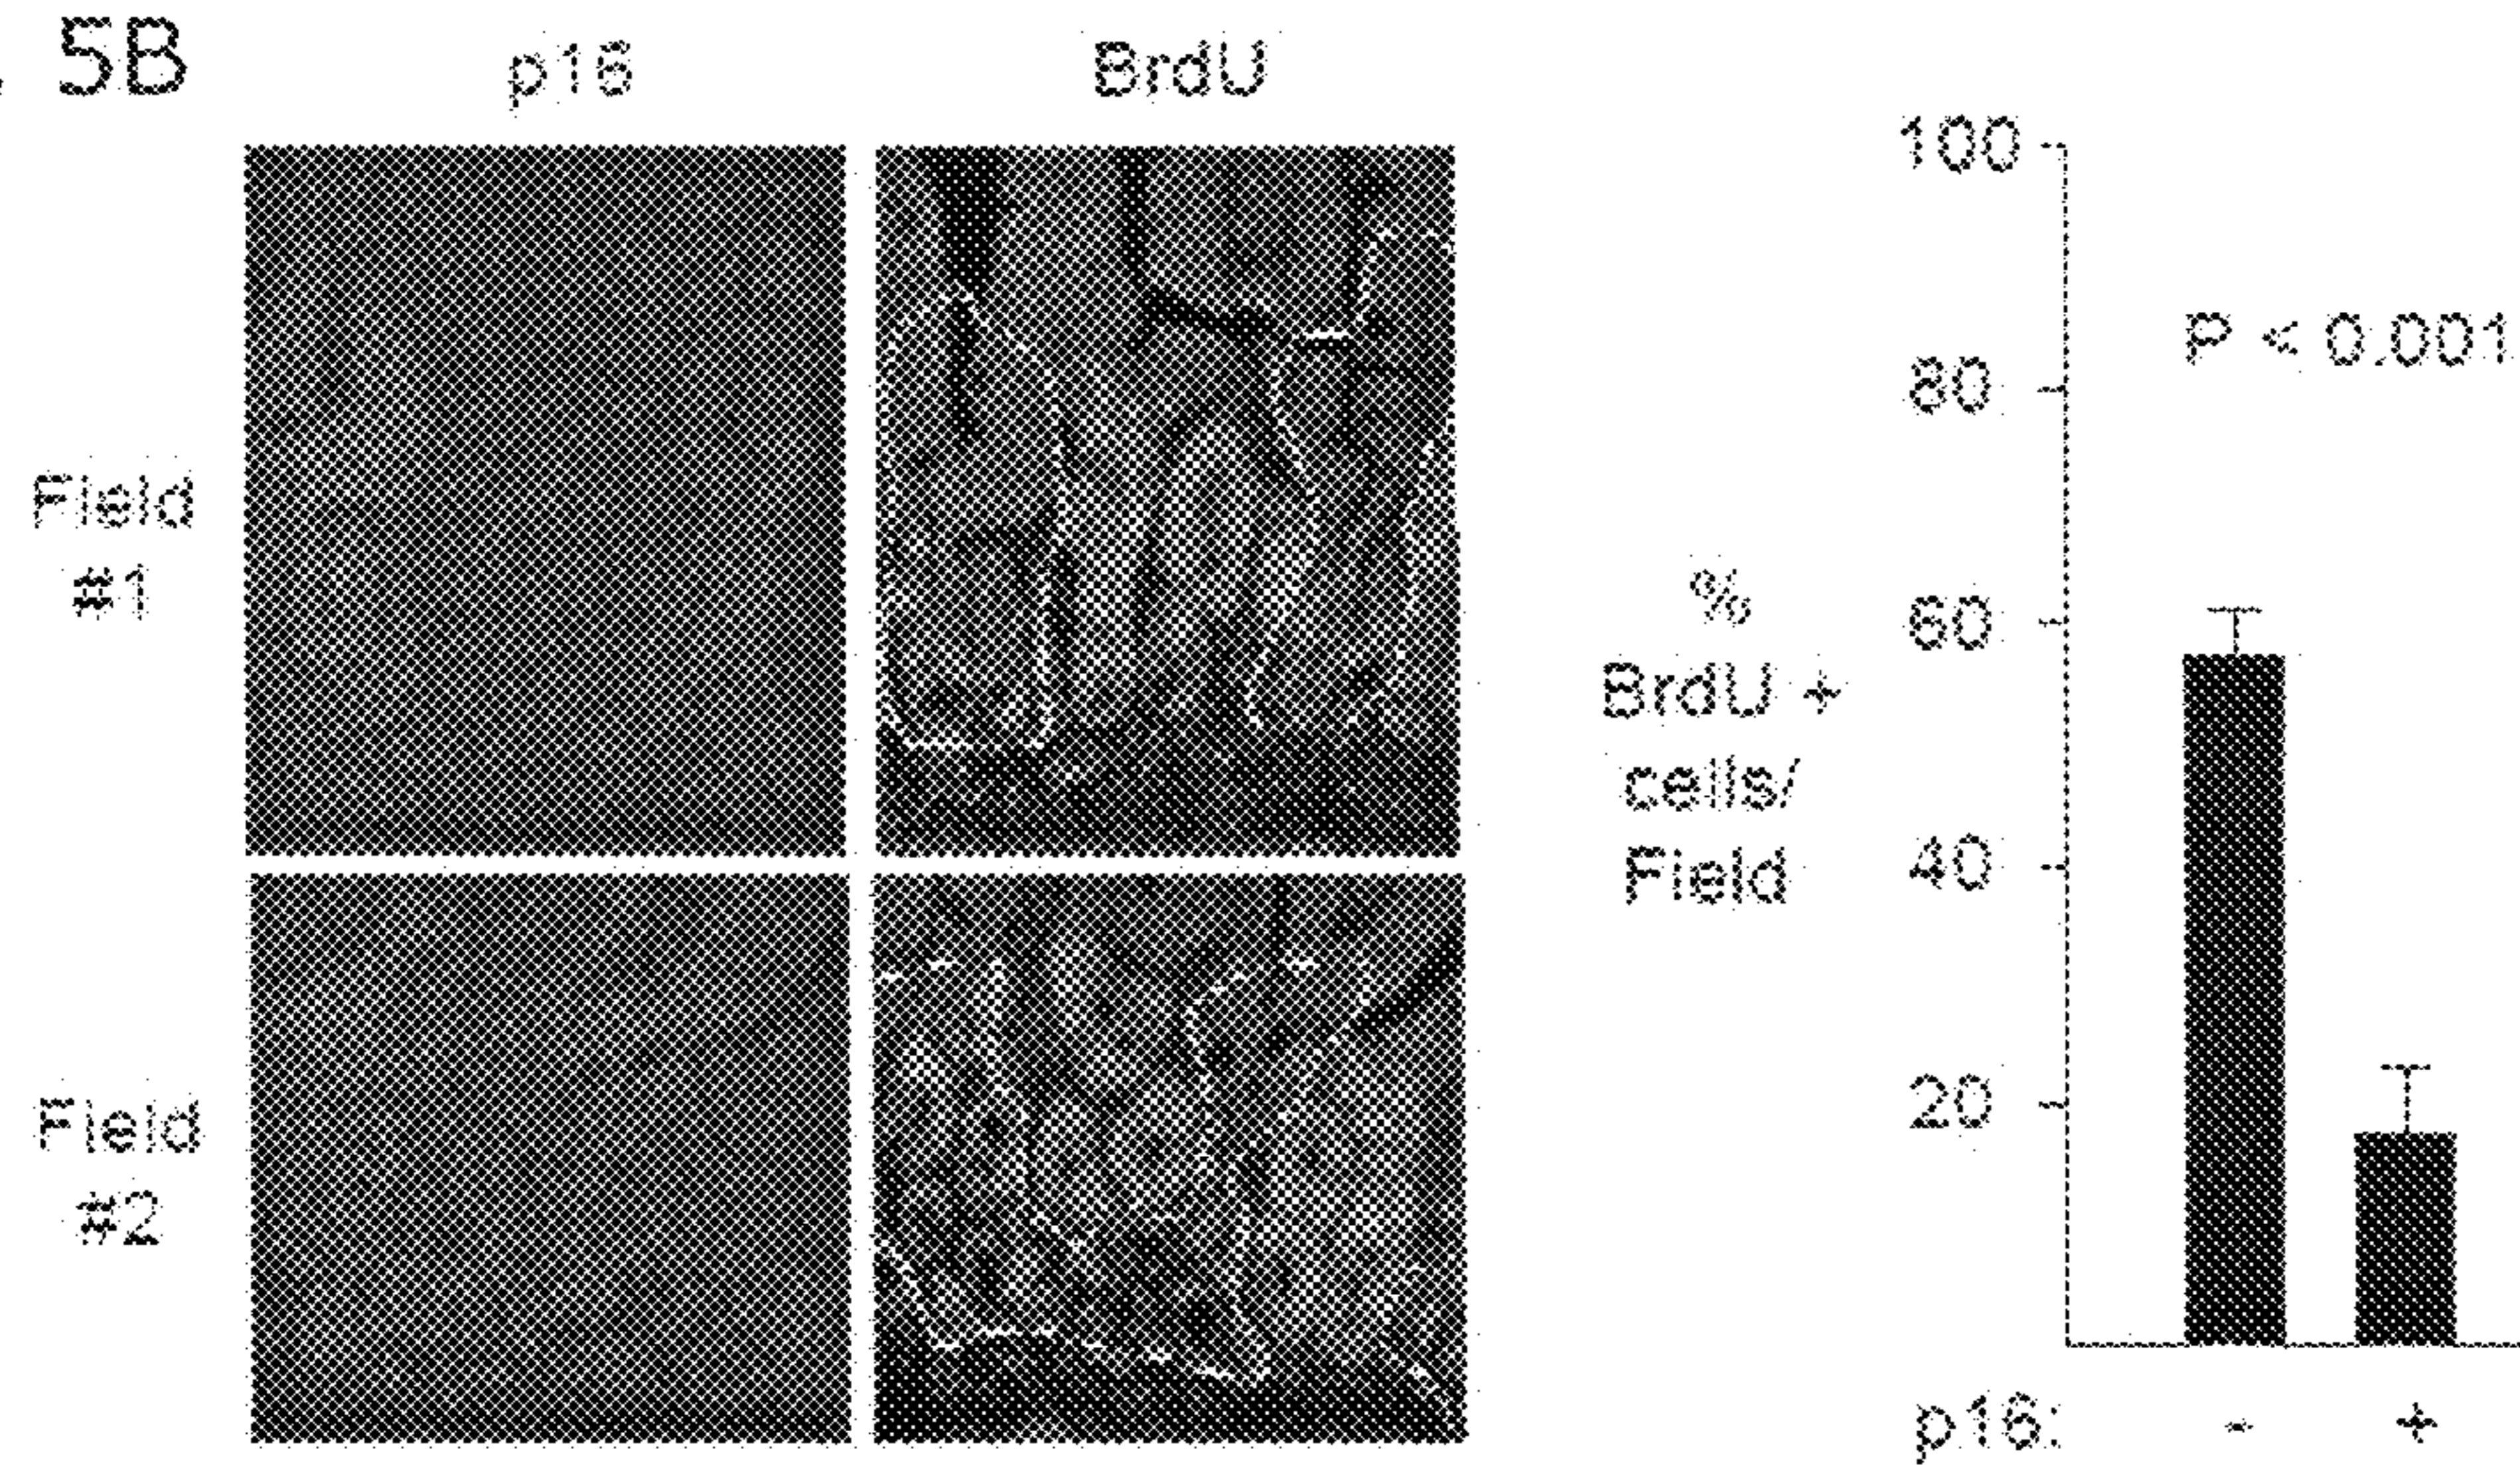 5B
p16
BrdU
Field
#1
Field
#2
%
BrdU +
cells/
Field
100
80
60
40
20
P < 0.001
p16:
-
+